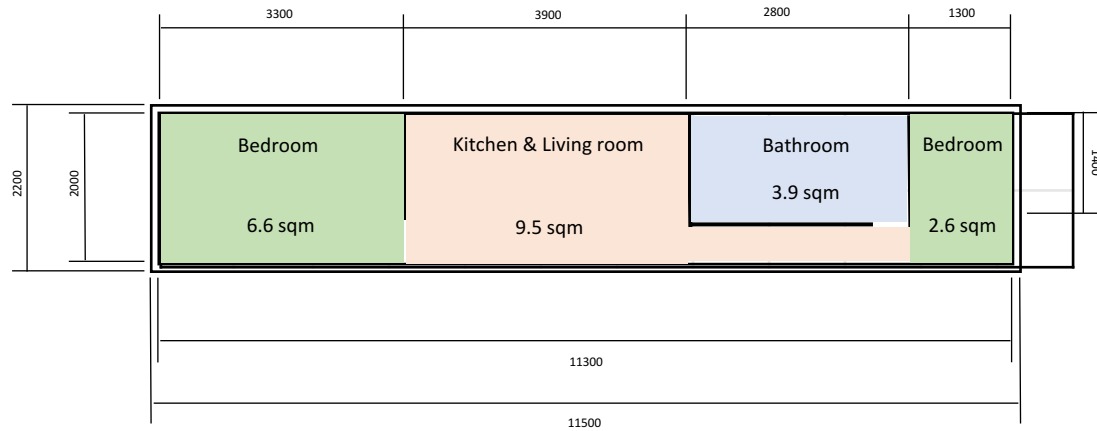 3300
3900
2800
1300
2200
2000
Bedroom
Kitchen & Living room
Bathroom
Bedroom
3.9 sqm
6.6 sqm
9.5 sqm
2.6 sqm
1400
11300
11500